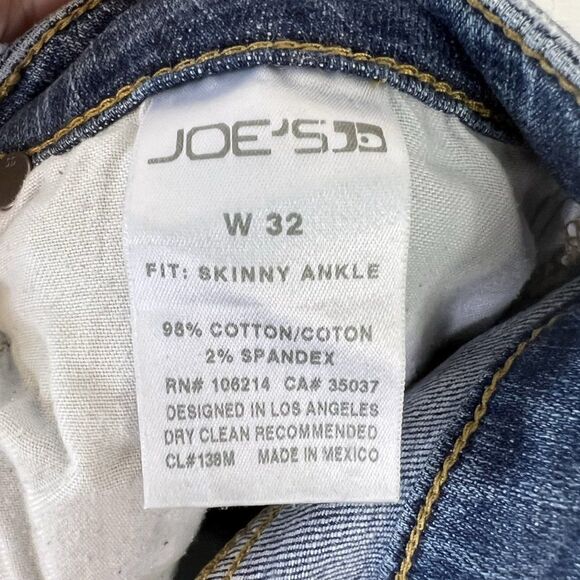 JOE'S
W 32
FIT: SKINNY ANKLE
98% COTTON/COTON
2% SPANDEX
RN# 106214 CA# 35037
DESIGNED IN LOS ANGELES
DRY CLEAN RECOMMENDED
CL#138M MADE IN MEXICO